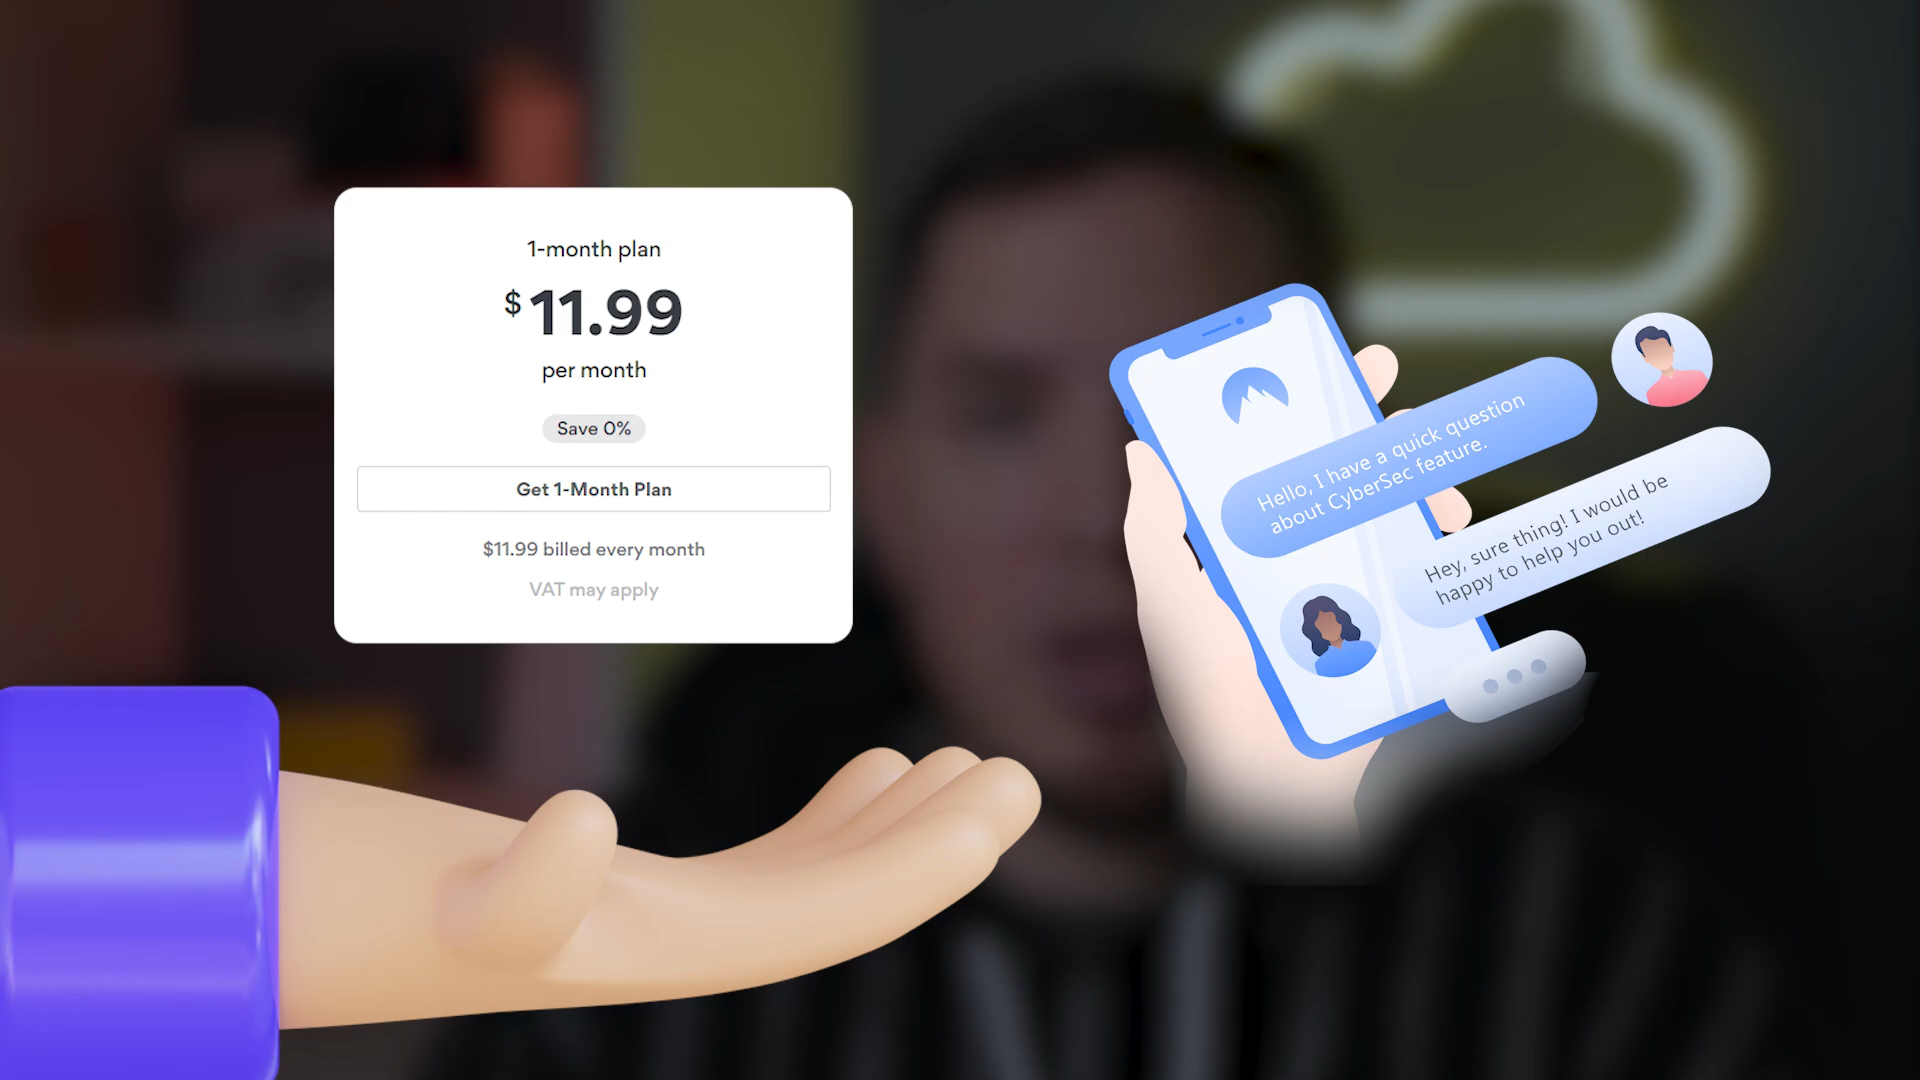 1-month plan
$11.99
per month
Save 0%
Get 1-Month Plan
$11.99 billed every month
VAT may apply
Hello, I have a quick question
about CyberSec feature.
Hey, sure thing! I would be
happy to help you out!